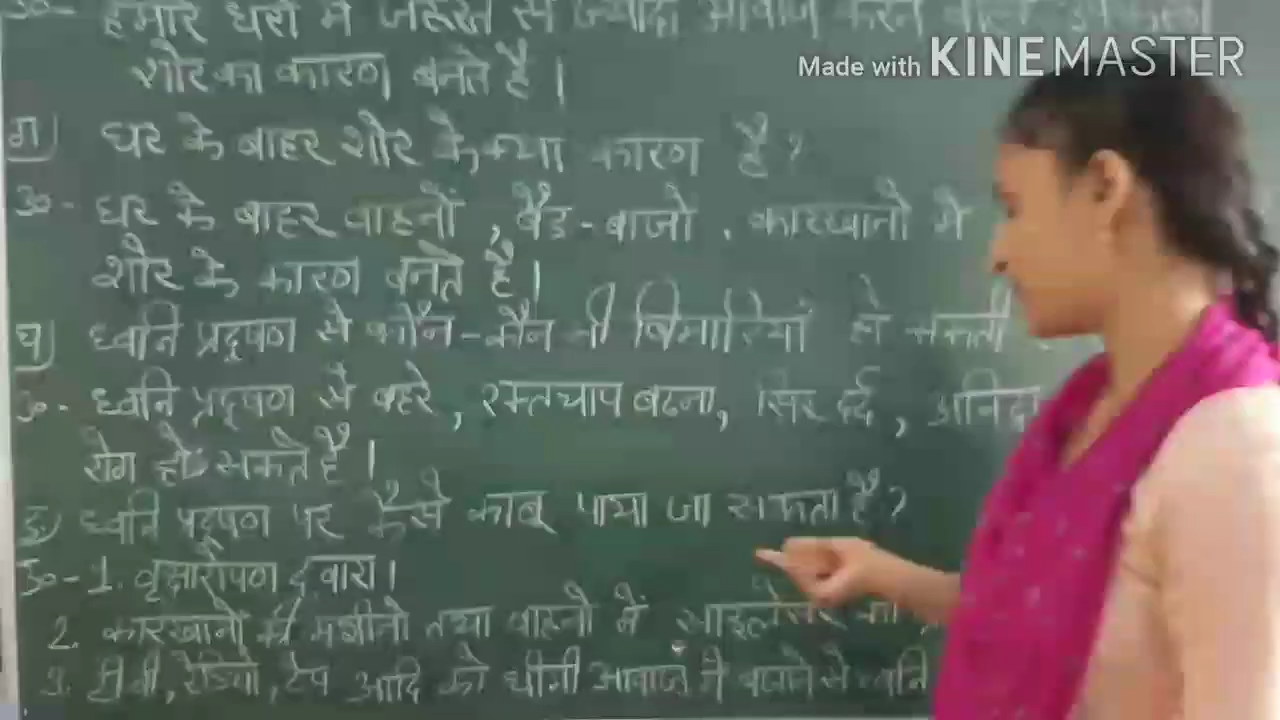 उ०- हमारे घरों में जरूरत से ज्यादा आवाज करने वाले उपकरण
Made with KINEMASTER
शोर का कारण बनते है।
ग) घर के बाहर शोर के क्या कारण है?
उ०- घर के बाहर वाहनों, बैंड-बाजों, कारखानों में
शोर के कारण बनते है।
घ) ध्वनि प्रदूषण से कौन-कौन सी बिमारियां हो सकती
उ०- ध्वनि प्रदूषण से बहरे, रक्तचाप बढना, सिर दर्द, अनिद्रा
रोग हो सकते है।
ङ) ध्वनि प्रदूषण पर कैसे काबू पाया जा सकता है?
उ०- 1. वृक्षारोपण द्वारा।
2. कारखानों की मशीनों तथा वाहनों में साइलेंसर का
3. टी वी, रेडियो, टेप आदि को धीमी आवाज में बजाने से ध्वनि